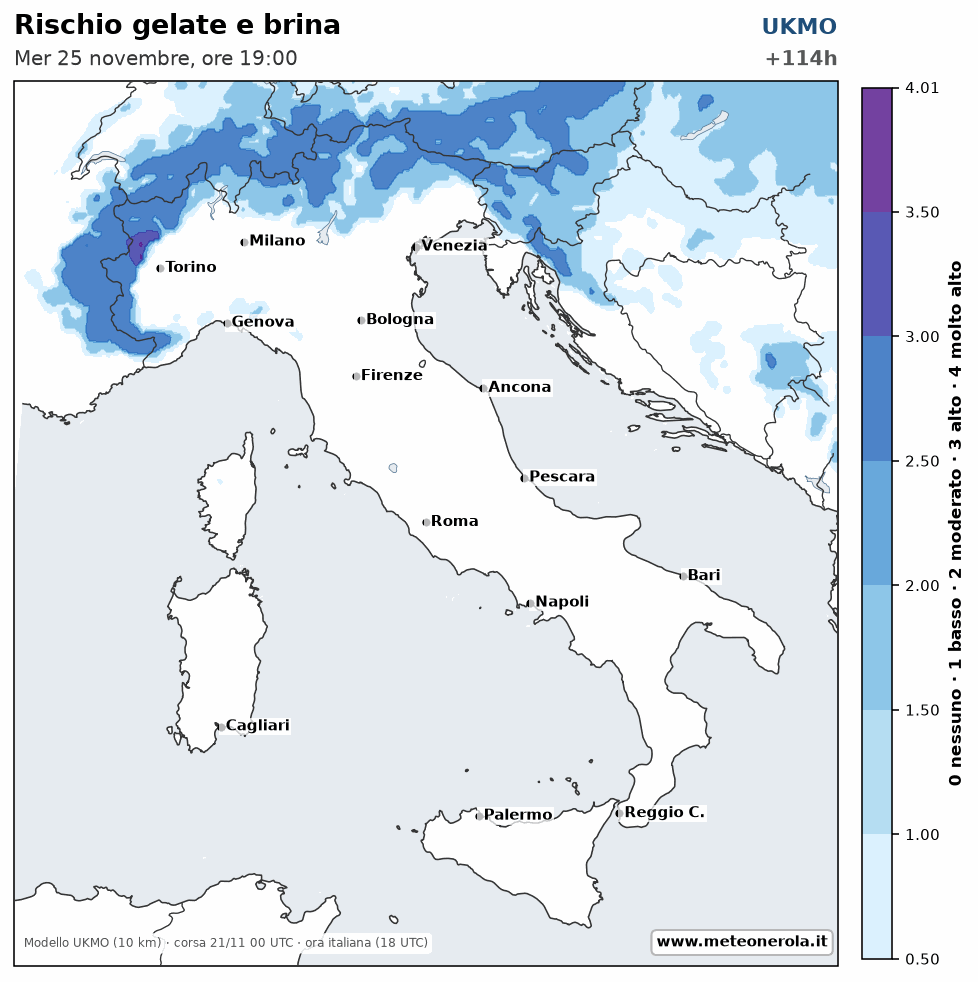 Rischio gelate e brina
UKMO
Mer 25 novembre, ore 19:00
+114h
4.01
3.50
3.00
2.50
2.00
1.50
1.00
0.50
0 nessuno · 1 basso · 2 moderato · 3 alto · 4 molto alto
Milano
Venezia
Torino
Genova
Bologna
Firenze
Ancona
Pescara
Roma
Bari
Napoli
Cagliari
Palermo
Reggio C.
Modello UKMO (10 km) · corsa 21/11 00 UTC · ora italiana (18 UTC)
www.meteonerola.it